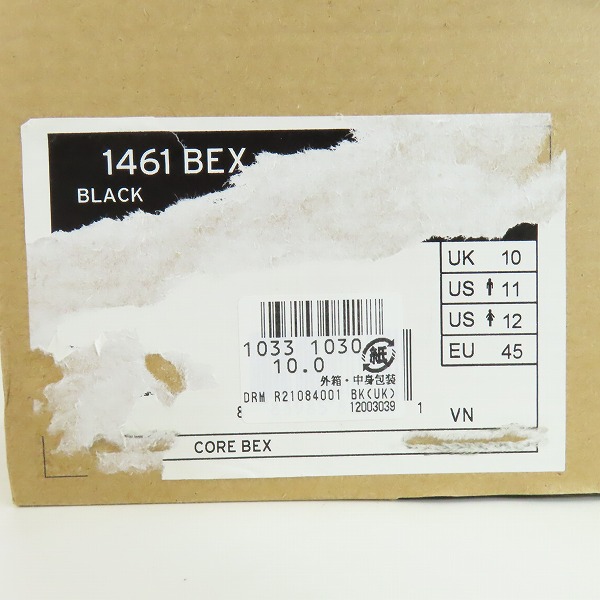 1461 BEX
BLACK
UK 10
US 11
US 12
EU 45
1033 1030
10.0
紙
外箱・中身包装
DRM R21084001 BK(UK)
8 12003039 1
VN
CORE BEX